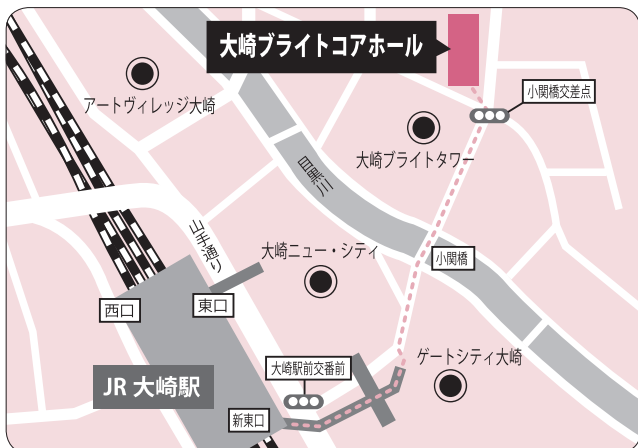 大崎ブライトコアホール
アートヴィレッジ大崎
小関橋交差点
大崎ブライトタワー
目黒川
山手通り
大崎ニュー・シティ
小関橋
西口
東口
JR 大崎駅
大崎駅前交番前
ゲートシティ大崎
新東口